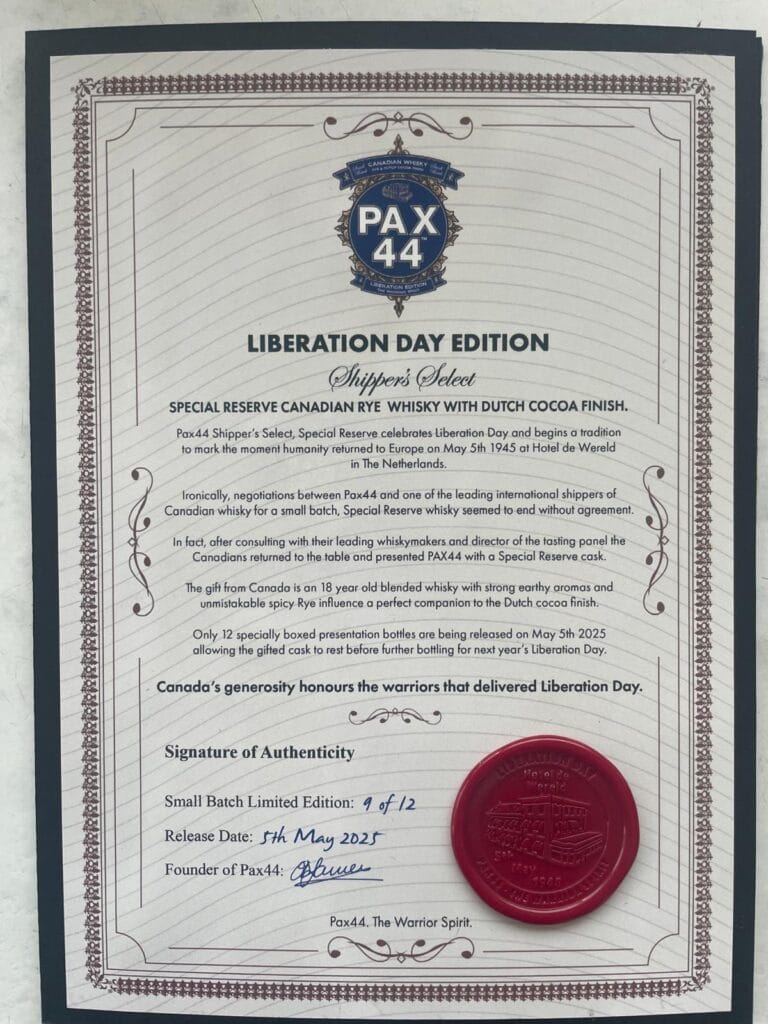 CANADIAN WHISKY
PAX
44™
LIBERATION EDITION
LIBERATION DAY EDITION
Shipper's Select
SPECIAL RESERVE CANADIAN RYE WHISKY WITH DUTCH COCOA FINISH.
Pax44 Shipper's Select, Special Reserve celebrates Liberation Day and begins a tradition
to mark the moment humanity returned to Europe on May 5th 1945 at Hotel de Wereld
in The Netherlands.
Ironically, negotiations between Pax44 and one of the leading international shippers of
Canadian whisky for a small batch, Special Reserve whisky seemed to end without agreement.
In fact, after consulting with their leading whiskymakers and director of the tasting panel the
Canadians returned to the table and presented PAX44 with a Special Reserve cask.
The gift from Canada is an 18 year old blended whisky with strong earthy aromas and
unmistakable spicy Rye influence a perfect companion to the Dutch cocoa finish.
Only 12 specially boxed presentation bottles are being released on May 5th 2025
allowing the gifted cask to rest before further bottling for next year's Liberation Day.
Canada's generosity honours the warriors that delivered Liberation Day.
Signature of Authenticity
Small Batch Limited Edition: 9 of 12
Release Date: 5th May 2025
Founder of Pax44:
LIBERATION DAY
Hotel de
Wereld
5th
May
1945
Pax44. The Warrior Spirit.